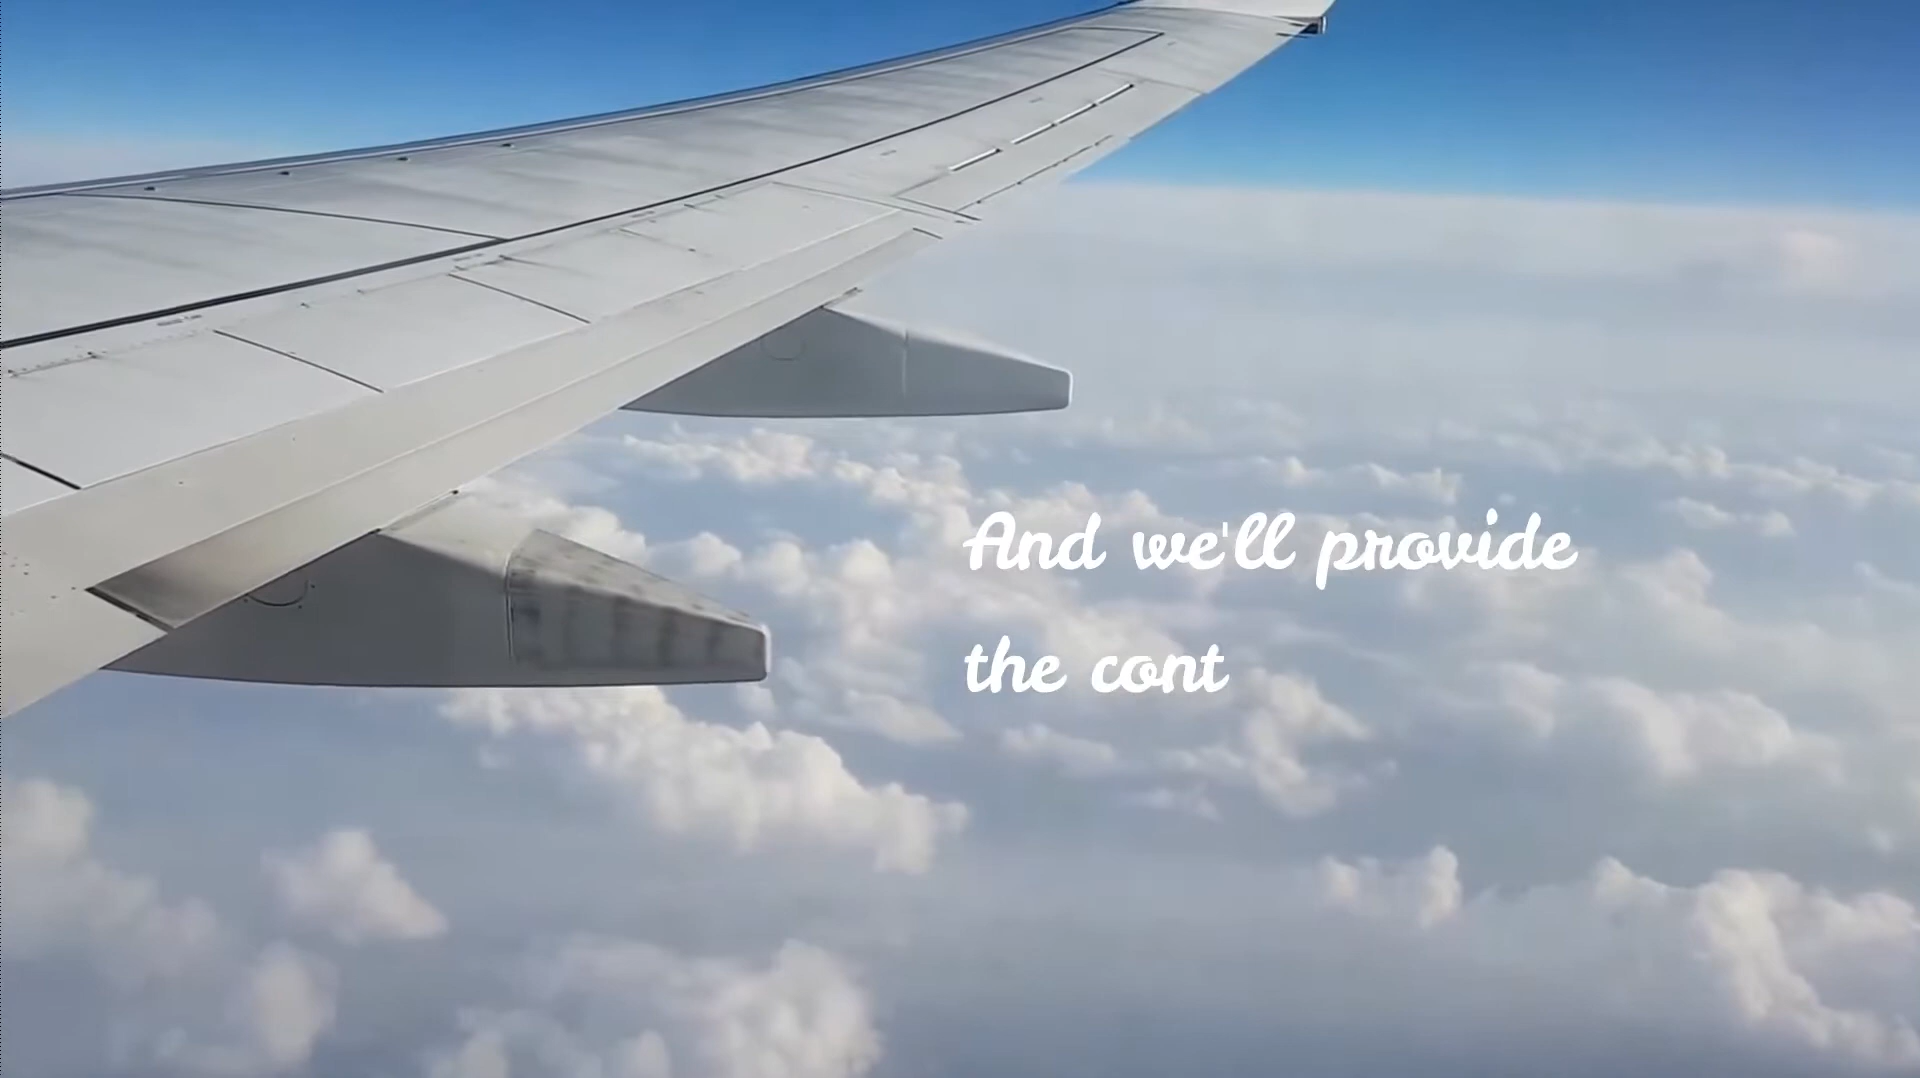 And we'll provide
the cont